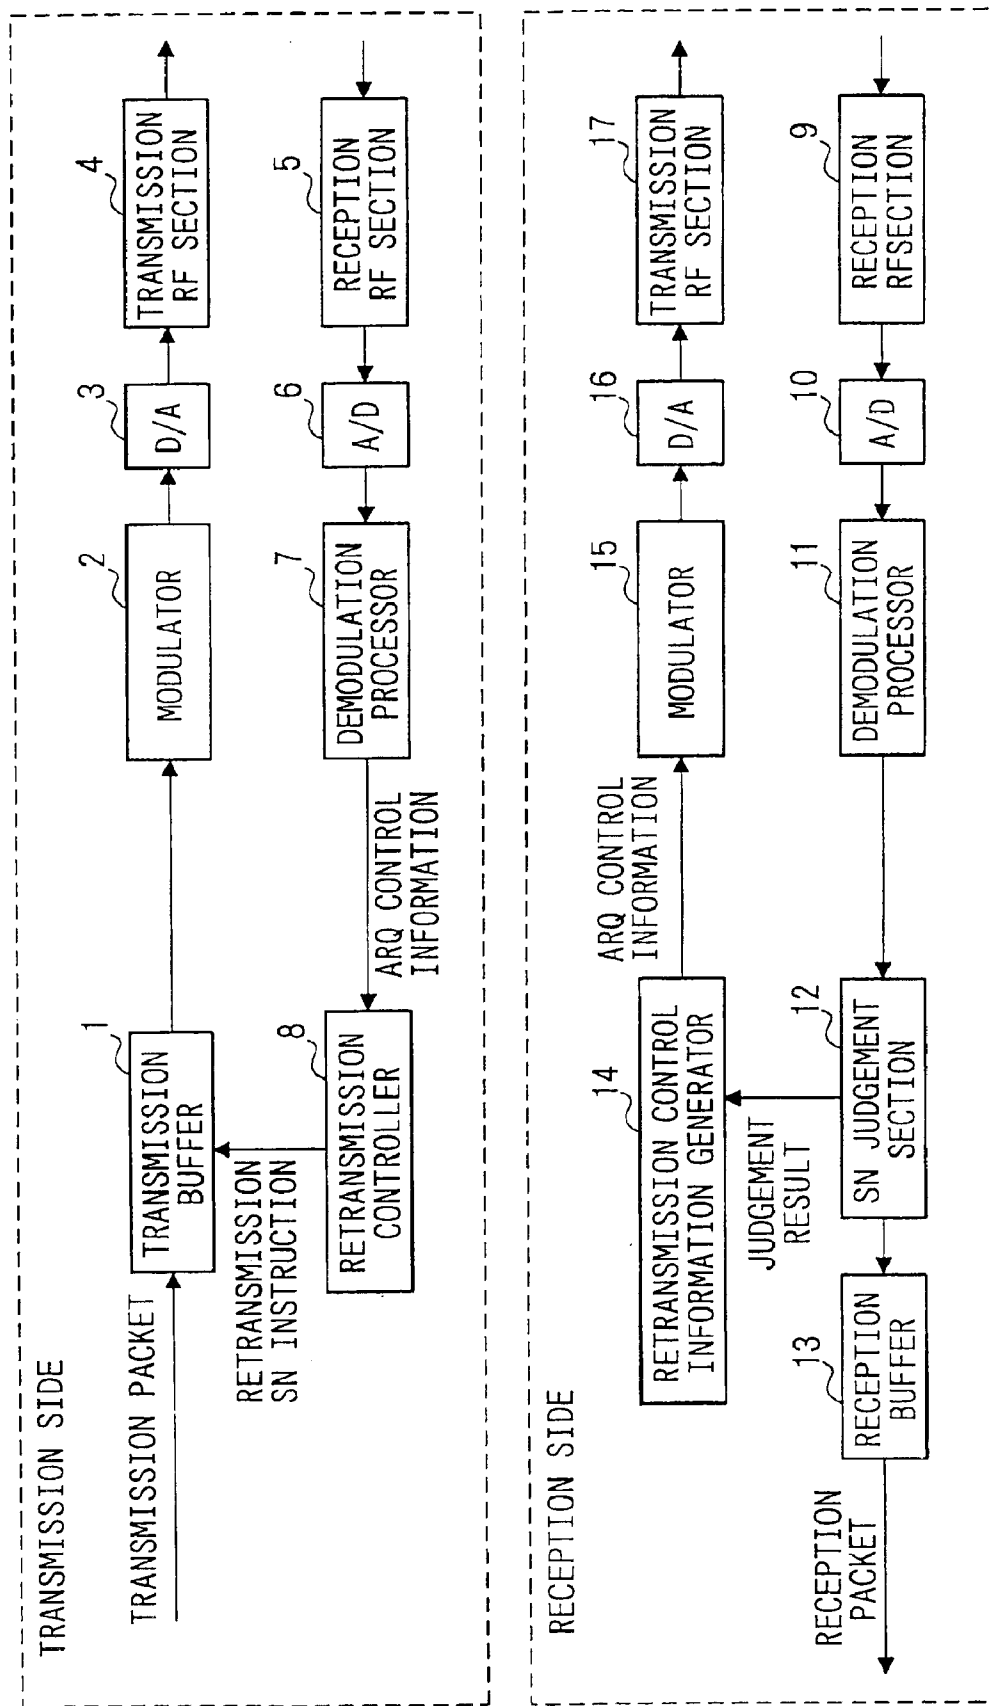 TRANSMISSION SIDE
TRANSMISSION PACKET
1
TRANSMISSION
BUFFER
2
MODULATOR
3
D/A
4
TRANSMISSION
RF SECTION
RETRANSMISSION
SN INSTRUCTION
8
RETRANSMISSION
CONTROLLER
ARQ CONTROL
INFORMATION
7
DEMODULATION
PROCESSOR
6
A/D
5
RECEPTION
RF SECTION
RECEPTION SIDE
14
RETRANSMISSION CONTROL
INFORMATION GENERATOR
ARQ CONTROL
INFORMATION
15
MODULATOR
16
D/A
17
TRANSMISSION
RF SECTION
JUDGEMENT
RESULT
RECEPTION
PACKET
13
RECEPTION
BUFFER
12
SN JUDGEMENT
SECTION
11
DEMODULATION
PROCESSOR
10
A/D
9
RECEPTION
RFSECTION